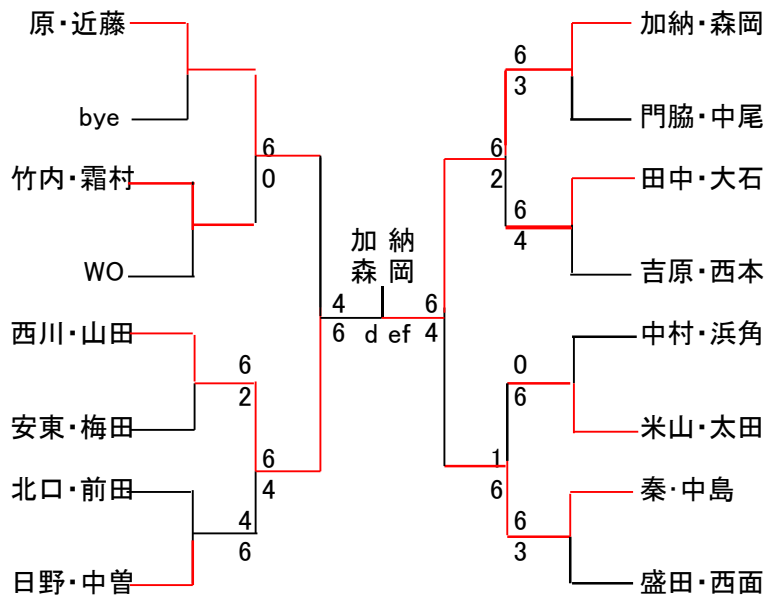 原・近藤
bye
竹内・霜村
WO
西川・山田
安東・梅田
北口・前田
日野・中曽
6
0
6
2
6
4
4
6
加納
森岡
4
6
d ef
6
4
6
3
6
2
6
4
0
6
1
6
6
3
加納・森岡
門脇・中尾
田中・大石
吉原・西本
中村・浜角
米山・太田
秦・中島
盛田・西面